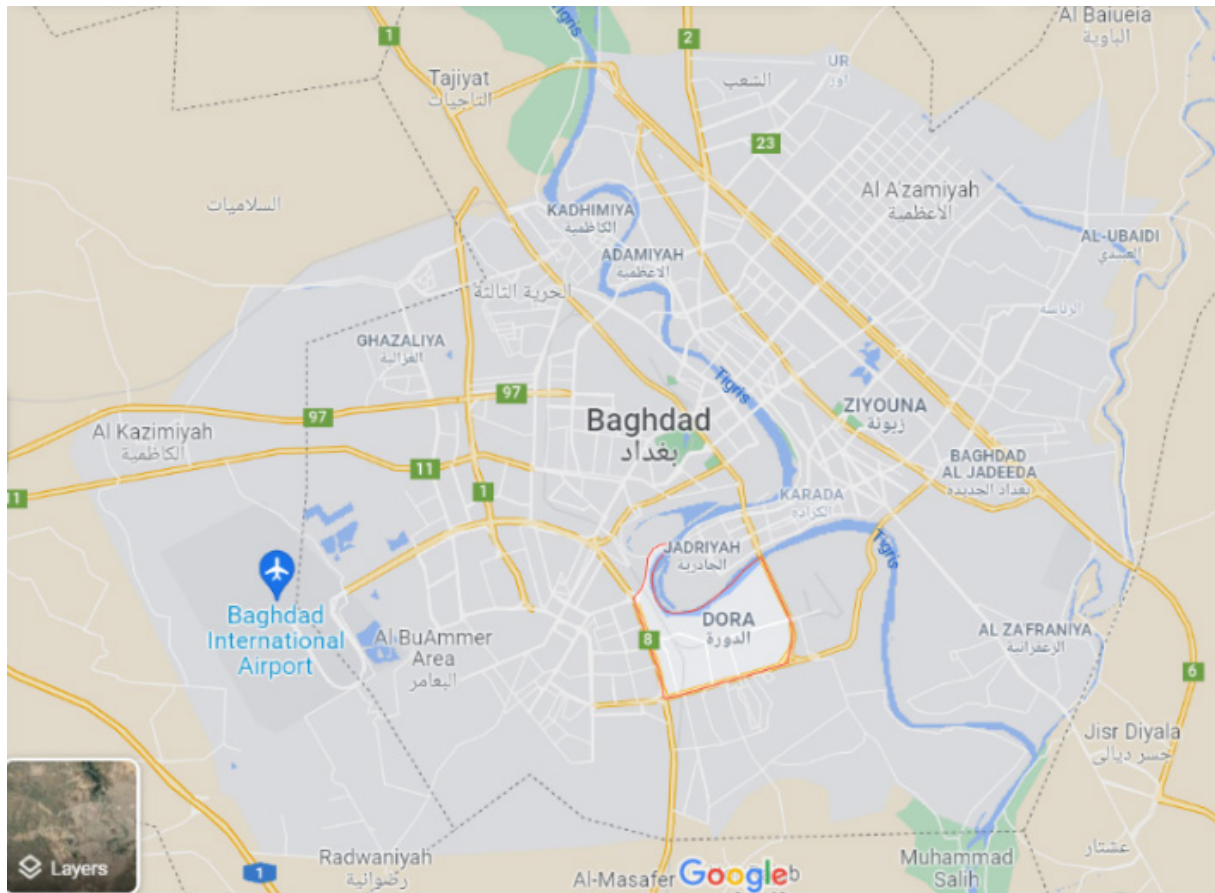 Al Baiueia
الباوية
Tigris
1
2
UR
اور
Tajiyat
التاجيات
الشعب
23
Al A'zamiyah
الأعظمية
السلاميات
KADHIMIYA
الكاظمية
AL-UBAIDI
العبيدي
ADAMIYAH
الاعظمية
الحرية الثالثة
الرئاسه
GHAZALIYA
الغزالية
Tigris
97
97
Baghdad
بغداد
ZIYOUNA
زيونة
Al Kazimiyah
الكاظمية
BAGHDAD
AL JADEEDA
بغداد الجديده
11
11
1
KARADA
الكرادة
Tigris
JADRIYAH
الجادرية
Baghdad
International
Airport
DORA
الدورة
8
Al BuAmmer
Area
البعامر
AL ZA'FRANIYA
الزعفرانية
6
Jisr Diyala
جسر ديالى
Layers
1
Radwaniyah
رضوانية
Al-Masafer
Google
b
Muhammad
Salih
عشتار